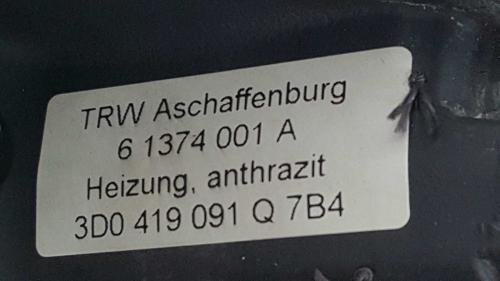 TRW Aschaffenburg
6 1374 001 A
Heizung, anthrazit
3D0 419 091 Q 7B4